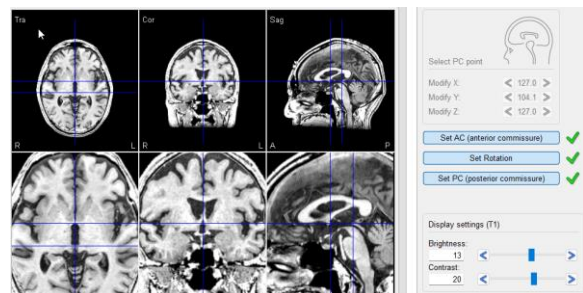 Tra
Cor
Sag
R
L
R
L
A
P
Select PC point
Modify X: < 127.0 >
Modify Y: < 104.1 >
Modify Z: < 127.0 >
Set AC (anterior commissure)
Set Rotation
Set PC (posterior commissure)
Display settings (T1)
Brightness:
13
Contrast:
20